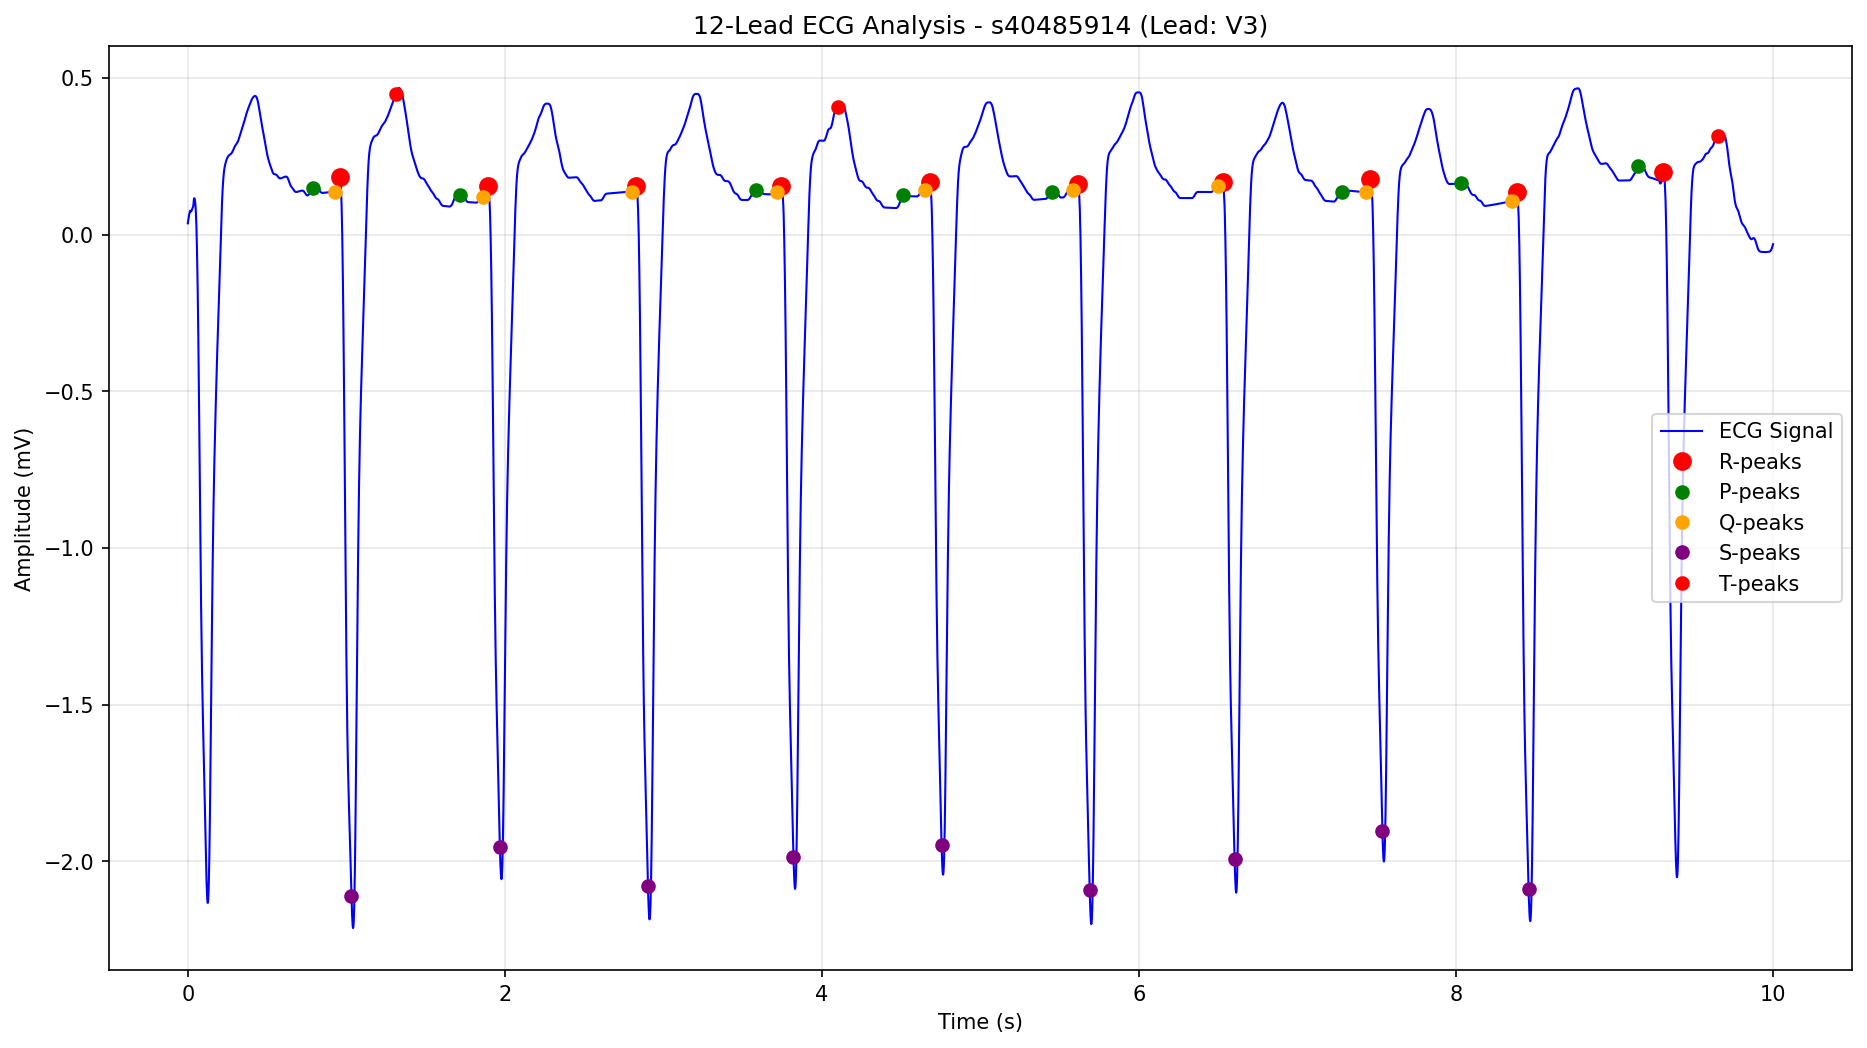 12-Lead ECG Analysis - s40485914 (Lead: V3)
0.5
0.0
−0.5
−1.0
−1.5
−2.0
Amplitude (mV)
ECG Signal
R-peaks
P-peaks
Q-peaks
S-peaks
T-peaks
0 2 4 6 8 10
Time (s)